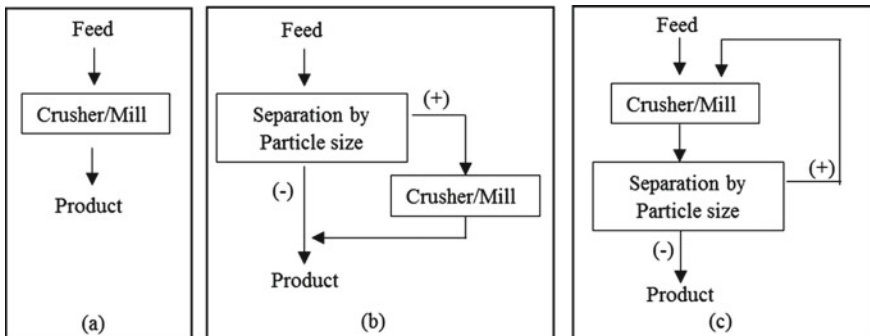 Feed
Crusher/Mill
Product
(a)
Feed
Separation by
Particle size
(+)
(-)
Crusher/Mill
Product
(b)
Feed
Crusher/Mill
Separation by
Particle size
(+)
(-)
Product
(c)